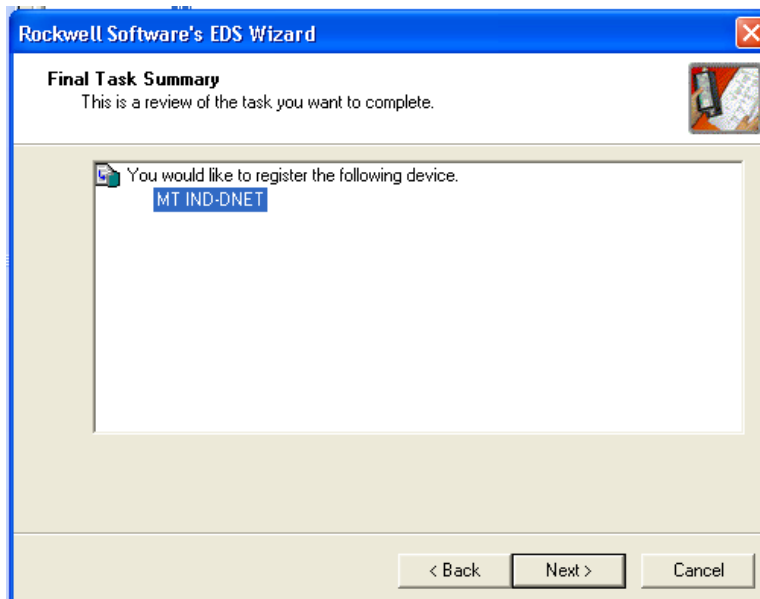 Rockwell Software's EDS Wizard
Final Task Summary
This is a review of the task you want to complete.
You would like to register the following device.
MT IND-DNET
< Back Next > Cancel